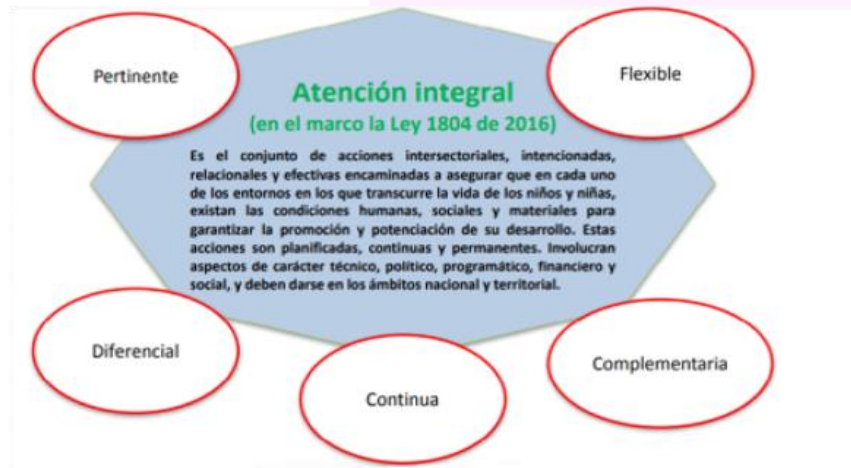 Pertinente
Flexible
Atención integral
(en el marco la Ley 1804 de 2016)
Es el conjunto de acciones intersectoriales, intencionadas,
relacionales y efectivas encaminadas a asegurar que en cada uno
de los entornos en los que transcurre la vida de los niños y niñas,
existan las condiciones humanas, sociales y materiales para
garantizar la promoción y potenciación de su desarrollo. Estas
acciones son planificadas, continuas y permanentes. Involucran
aspectos de carácter técnico, político, programático, financiero y
social, y deben darse en los ámbitos nacional y territorial.
Diferencial
Continua
Complementaria